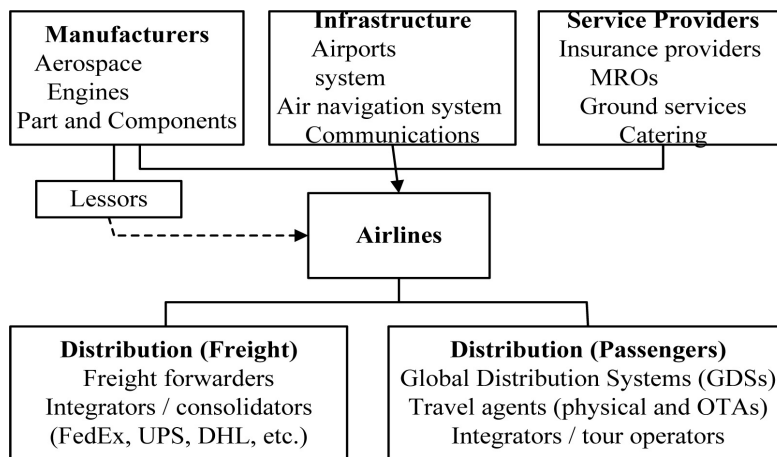 Manufacturers
Aerospace
Engines
Part and Components
Infrastructure
Airports
system
Air navigation system
Communications
Service Providers
Insurance providers
MROs
Ground services
Catering
Lessors
Airlines
Distribution (Freight)
Freight forwarders
Integrators / consolidators
(FedEx, UPS, DHL, etc.)
Distribution (Passengers)
Global Distribution Systems (GDSs)
Travel agents (physical and OTAs)
Integrators / tour operators